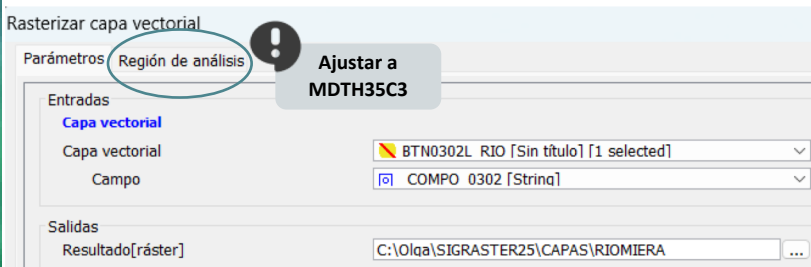 Rasterizar capa vectorial
Parámetros Región de análisis
!
Ajustar a
MDTH35C3
Entradas
Capa vectorial
Capa vectorial BTN0302L_RIO [Sin título] [1 selected]
Campo COMPO_0302 [String]
Salidas
Resultado[ráster] C:\Olga\SIGRASTER25\CAPAS\RIOMIERA ...